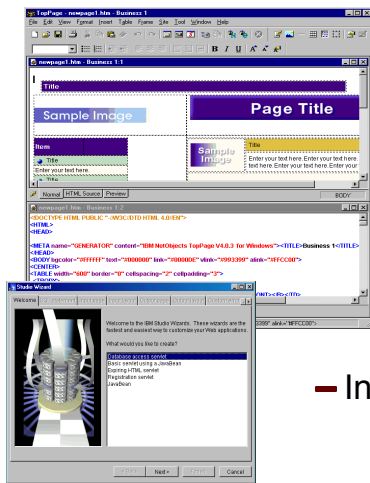 TopPage - newpage1.htm - Business 1
File Edit View Format Insert Table Frame Site Tool Window Help
B I U
newpage1.htm - Business 1:1
Title
Sample Image
Page Title
Item
Title
Enter your text here.
Title
Sample Image
Title
Enter your text here. Enter your text here.
Enter your text here. Enter your text here. Enter your
Normal HTML Source Preview
BODY
newpage1.htm - Business 1:2
<!DOCTYPE HTML PUBLIC "-//W3C//DTD HTML 4.0//EN">
<HTML>
<HEAD>
<META name="GENERATOR" content="IBM NetObjects TopPage V4.0.3 for Windows"><TITLE>Business 1</TITLE>
</HEAD>
<BODY bgcolor="#FFFFFF" text="#000000" link="#0000DE" vlink="#993399" alink="#FFCC00">
<CENTER>
<TABLE width="600" border="0" cellspacing="2" cellpadding="3">
<TBODY>
3399" alink="#FFCC00">
Studio Wizard
Welcome
Welcome to the IBM Studio Wizards. These wizards are the
fastest and easiest way to customize your Web applications.
What would you like to create?
Database access servlet
Basic servlet using a JavaBean
Expiring HTML servlet
Registration servlet
JavaBean
Next > Cancel
– In